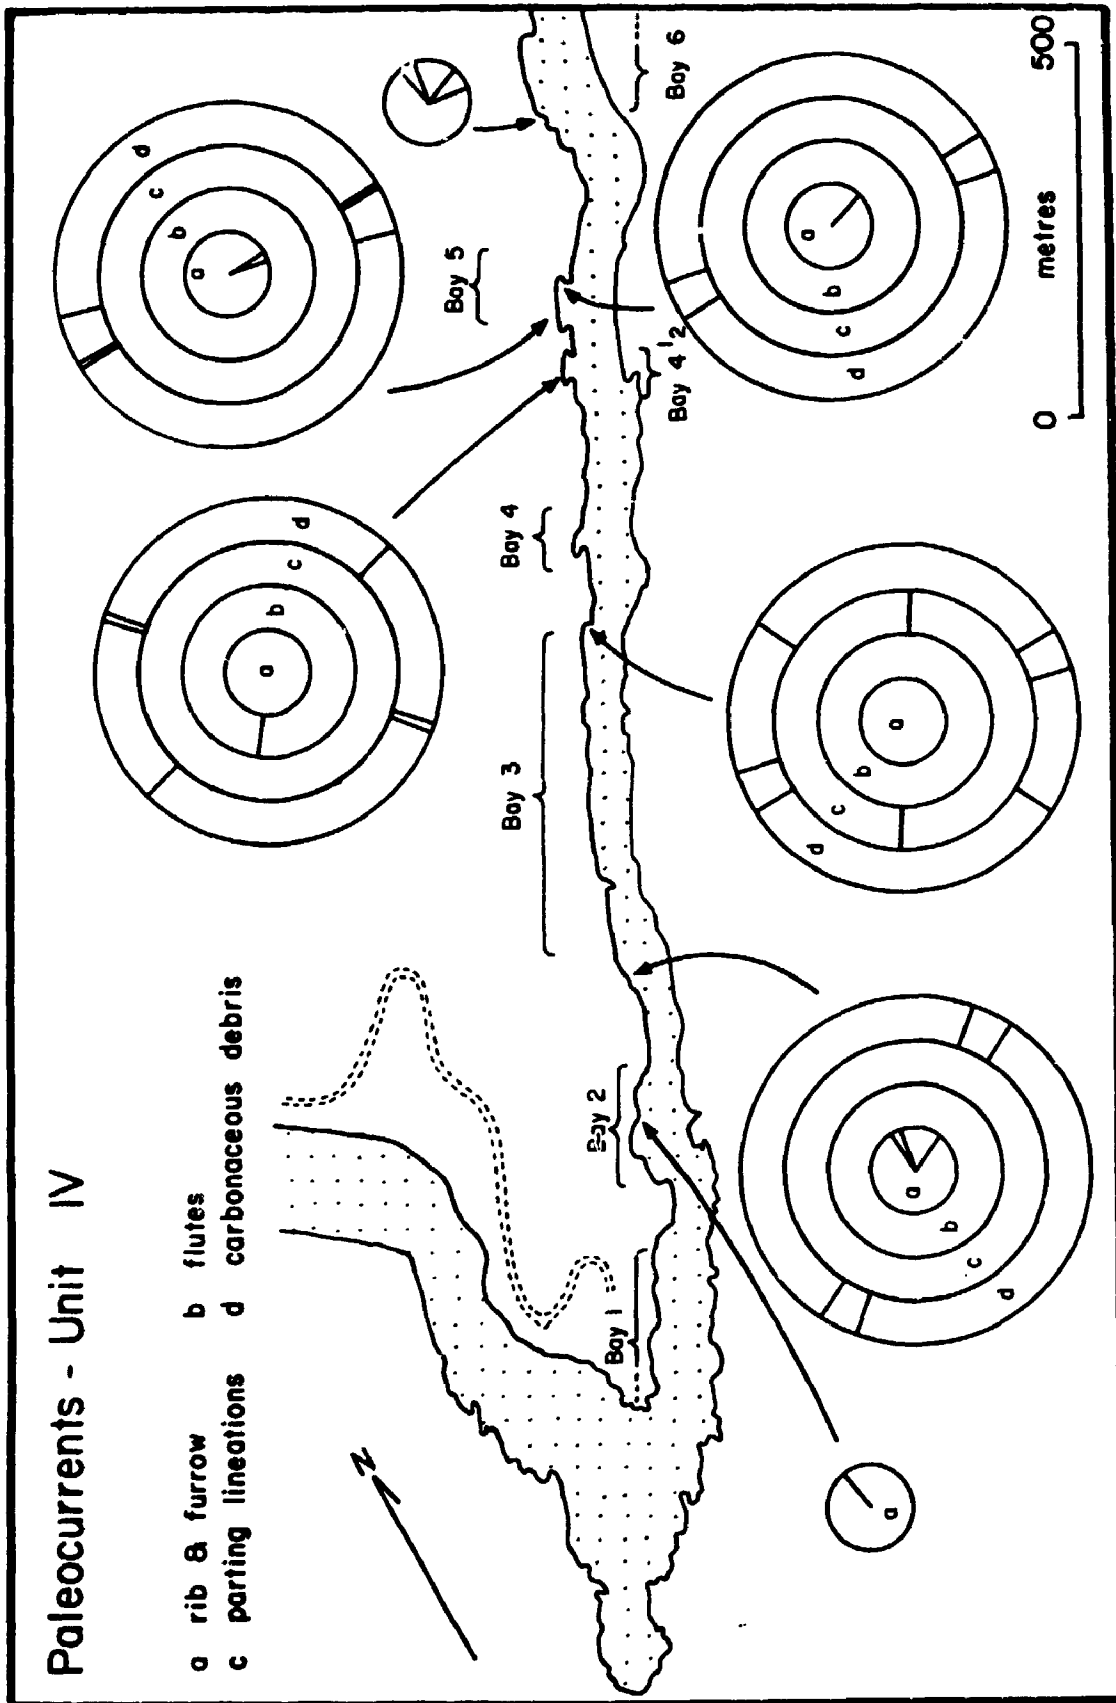 Paleocurrents - Unit IV
a rib & furrow b flutes
c parting lineations d carbonaceous debris
N
Bay 1
Bay 2
Bay 3
Bay 4
Bay 4 1/2
Bay 5
Bay 6
a
a
b
c
d
a
b
c
d
a
b
c
d
a
b
c
d
a
b
c
d
0 metres 500